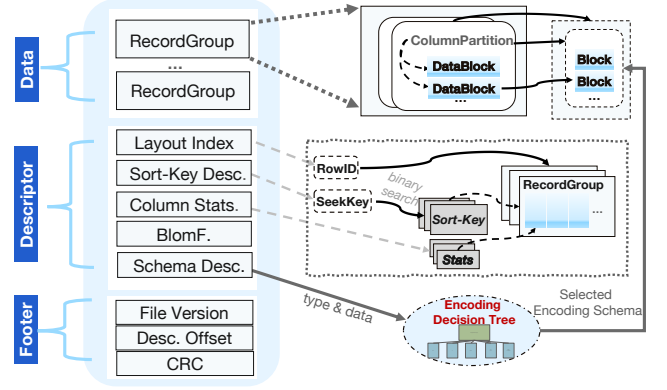 Data
RecordGroup
...
RecordGroup
ColumnPartition
DataBlock
DataBlock
...
Block
Block
...
Descriptor
Layout Index
Sort-Key Desc.
Column Stats.
BlomF.
Schema Desc.
RowID
SeekKey
binary
search
Sort-Key
Stats
RecordGroup
...
Footer
File Version
Desc. Offset
CRC
type & data
Encoding
Decision Tree
Selected
Encoding Schema